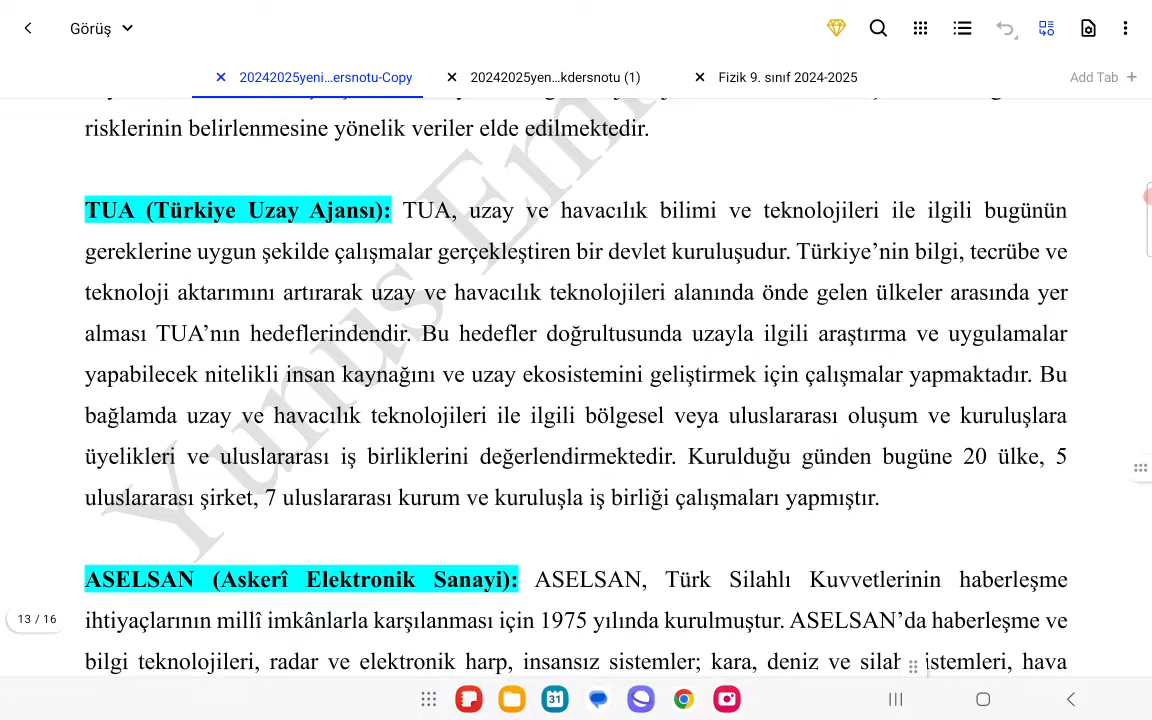 Görüş
20242025yeni...ersnotu-Copy
20242025yen...kdersnotu (1)
Fizik 9. sınıf 2024-2025
Add Tab
risklerinin belirlenmesine yönelik veriler elde edilmektedir.
TUA (Türkiye Uzay Ajansı): TUA, uzay ve havacılık bilimi ve teknolojileri ile ilgili bugünün
gereklerine uygun şekilde çalışmalar gerçekleştiren bir devlet kuruluşudur. Türkiye’nin bilgi, tecrübe ve
teknoloji aktarımını artırarak uzay ve havacılık teknolojileri alanında önde gelen ülkeler arasında yer
alması TUA’nın hedeflerindendir. Bu hedefler doğrultusunda uzayla ilgili araştırma ve uygulamalar
yapabilecek nitelikli insan kaynağını ve uzay ekosistemini geliştirmek için çalışmalar yapmaktadır. Bu
bağlamda uzay ve havacılık teknolojileri ile ilgili bölgesel veya uluslararası oluşum ve kuruluşlara
üyelikleri ve uluslararası iş birliklerini değerlendirmektedir. Kurulduğu günden bugüne 20 ülke, 5
uluslararası şirket, 7 uluslararası kurum ve kuruluşla iş birliği çalışmaları yapmıştır.
ASELSAN (Askerî Elektronik Sanayi): ASELSAN, Türk Silahlı Kuvvetlerinin haberleşme
13 / 16
ihtiyaçlarının millî imkânlarla karşılanması için 1975 yılında kurulmuştur. ASELSAN’da haberleşme ve
bilgi teknolojileri, radar ve elektronik harp, insansız sistemler; kara, deniz ve silah istemleri, hava
Yunus Em
31